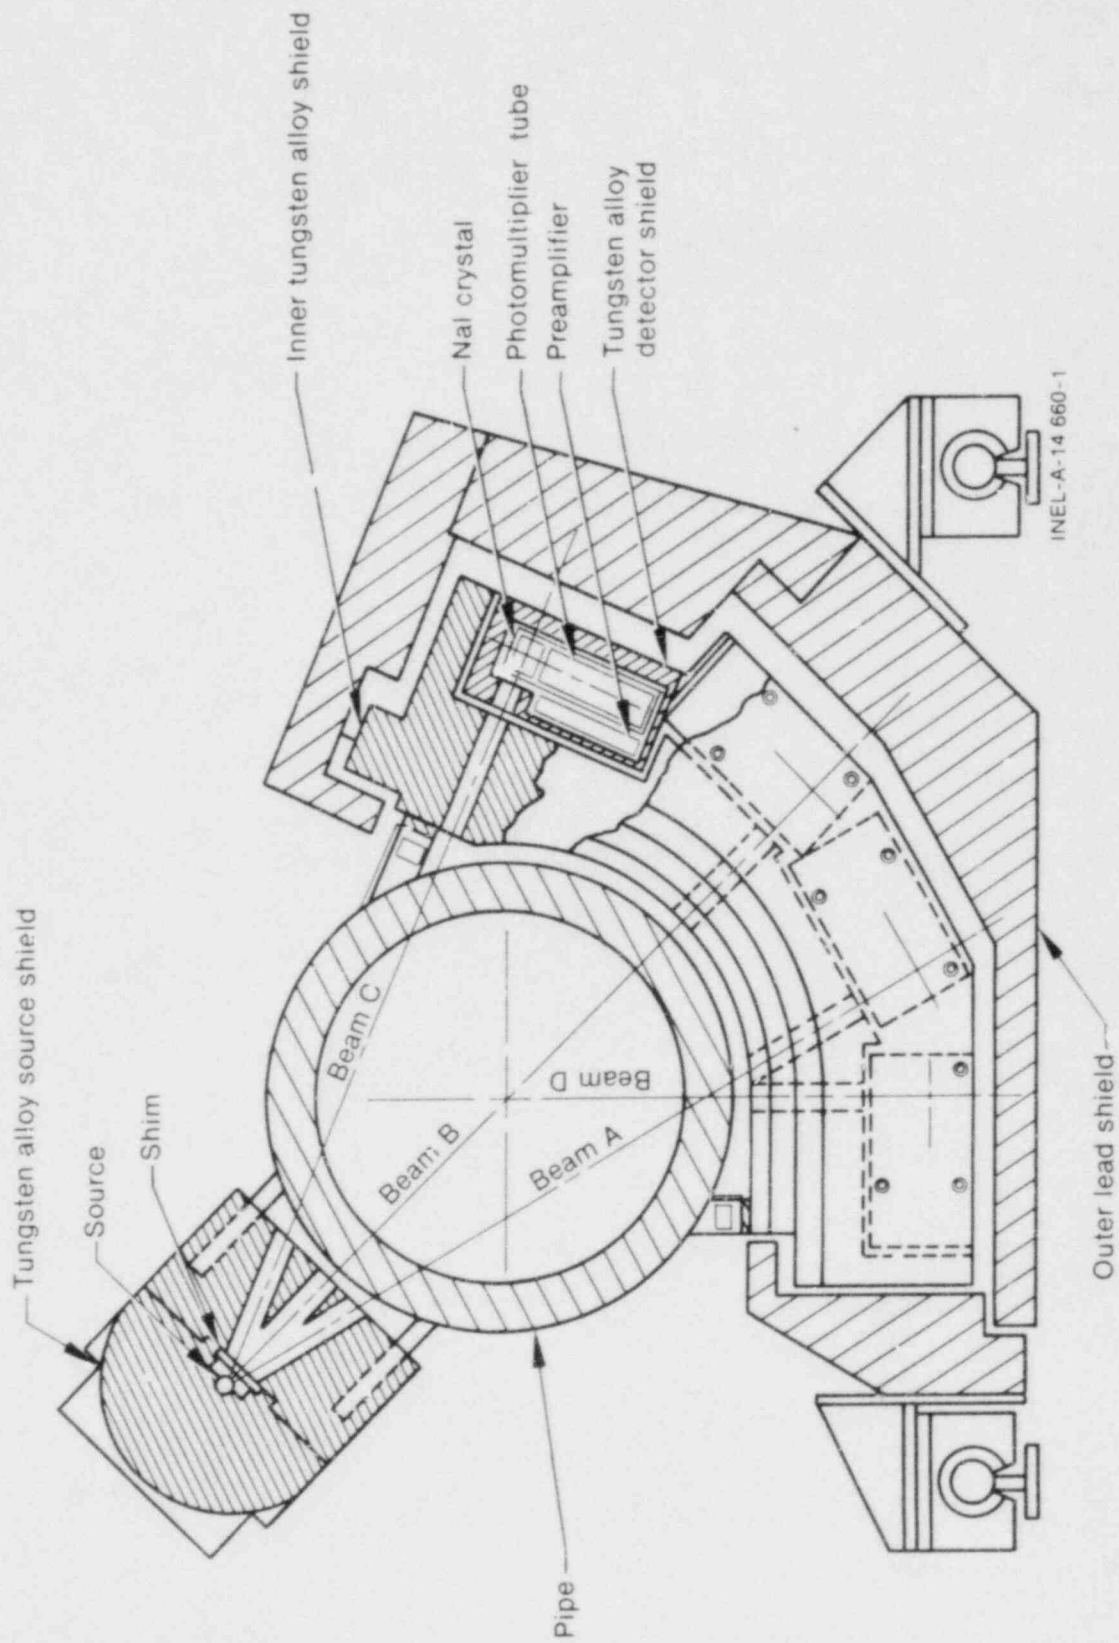 Tungsten alloy source shield
Source
Shim
Inner tungsten alloy shield
NaI crystal
Photomultiplier tube
Preamplifier
Tungsten alloy
detector shield
Beam C
Beam B
Beam D
Beam A
Pipe
Outer lead shield
INEL-A-14 660-1